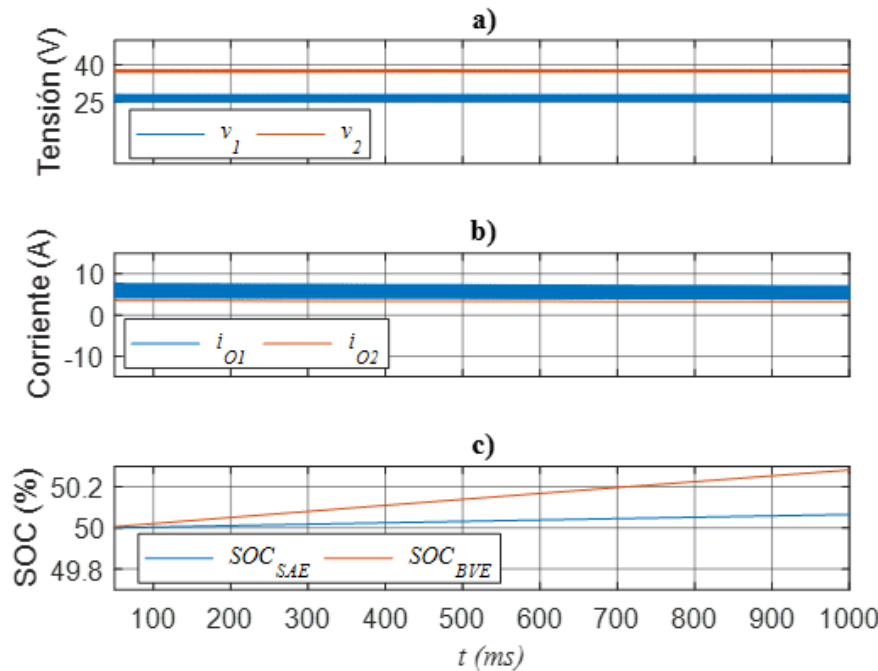 a)
Tensión (V)
40
25
v1 v2
b)
Corriente (A)
10
0
-10
iO1 iO2
c)
SOC (%)
50.2
50
49.8
SOCSAE SOCBVE
100 200 300 400 500 600 700 800 900 1000
t (ms)